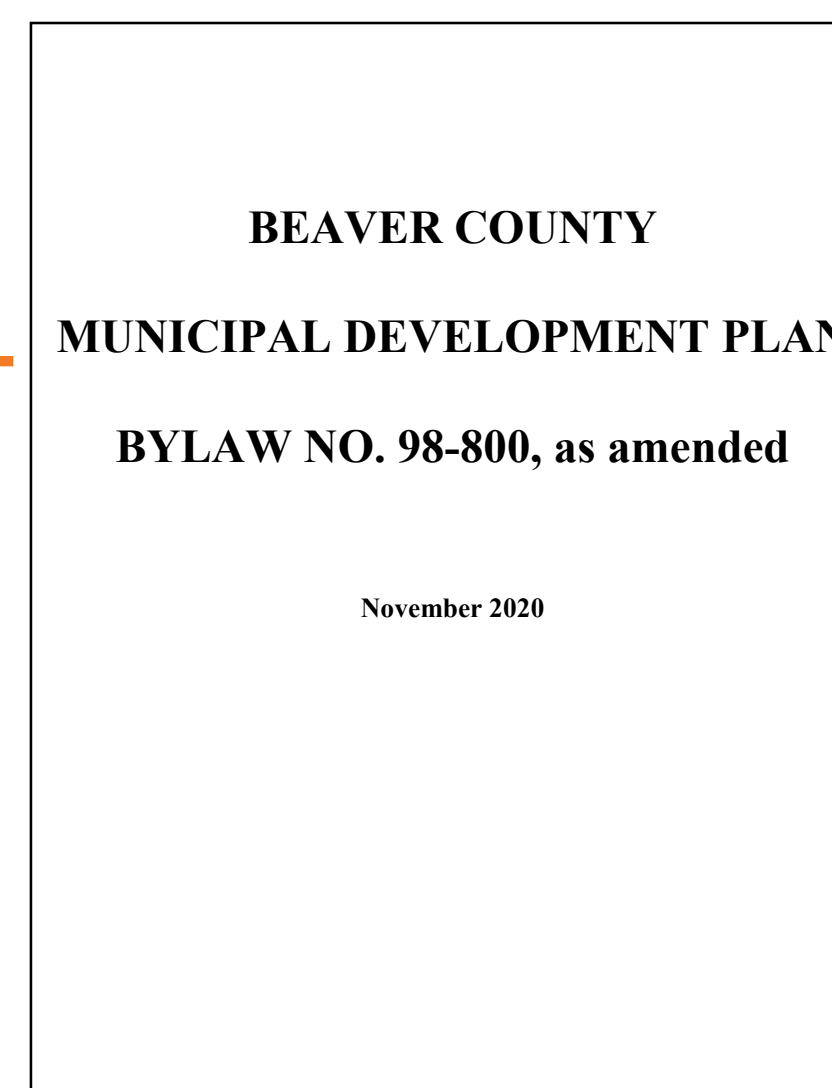 BEAVER COUNTY
MUNICIPAL DEVELOPMENT PLAN
BYLAW NO. 98-800, as amended
November 2020